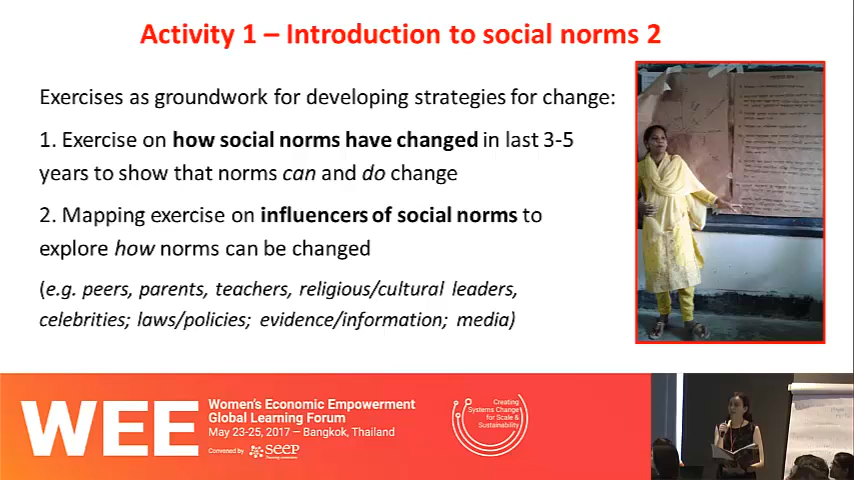 Activity 1 – Introduction to social norms 2
Exercises as groundwork for developing strategies for change:
1. Exercise on how social norms have changed in last 3-5
years to show that norms can and do change
2. Mapping exercise on influencers of social norms to
explore how norms can be changed
(e.g. peers, parents, teachers, religious/cultural leaders,
celebrities; laws/policies; evidence/information; media)
WEE
Women's Economic Empowerment
Global Learning Forum
May 23-25, 2017 – Bangkok, Thailand
Convened by SEEP
Creating
Systems Change
for Scale &
Sustainability